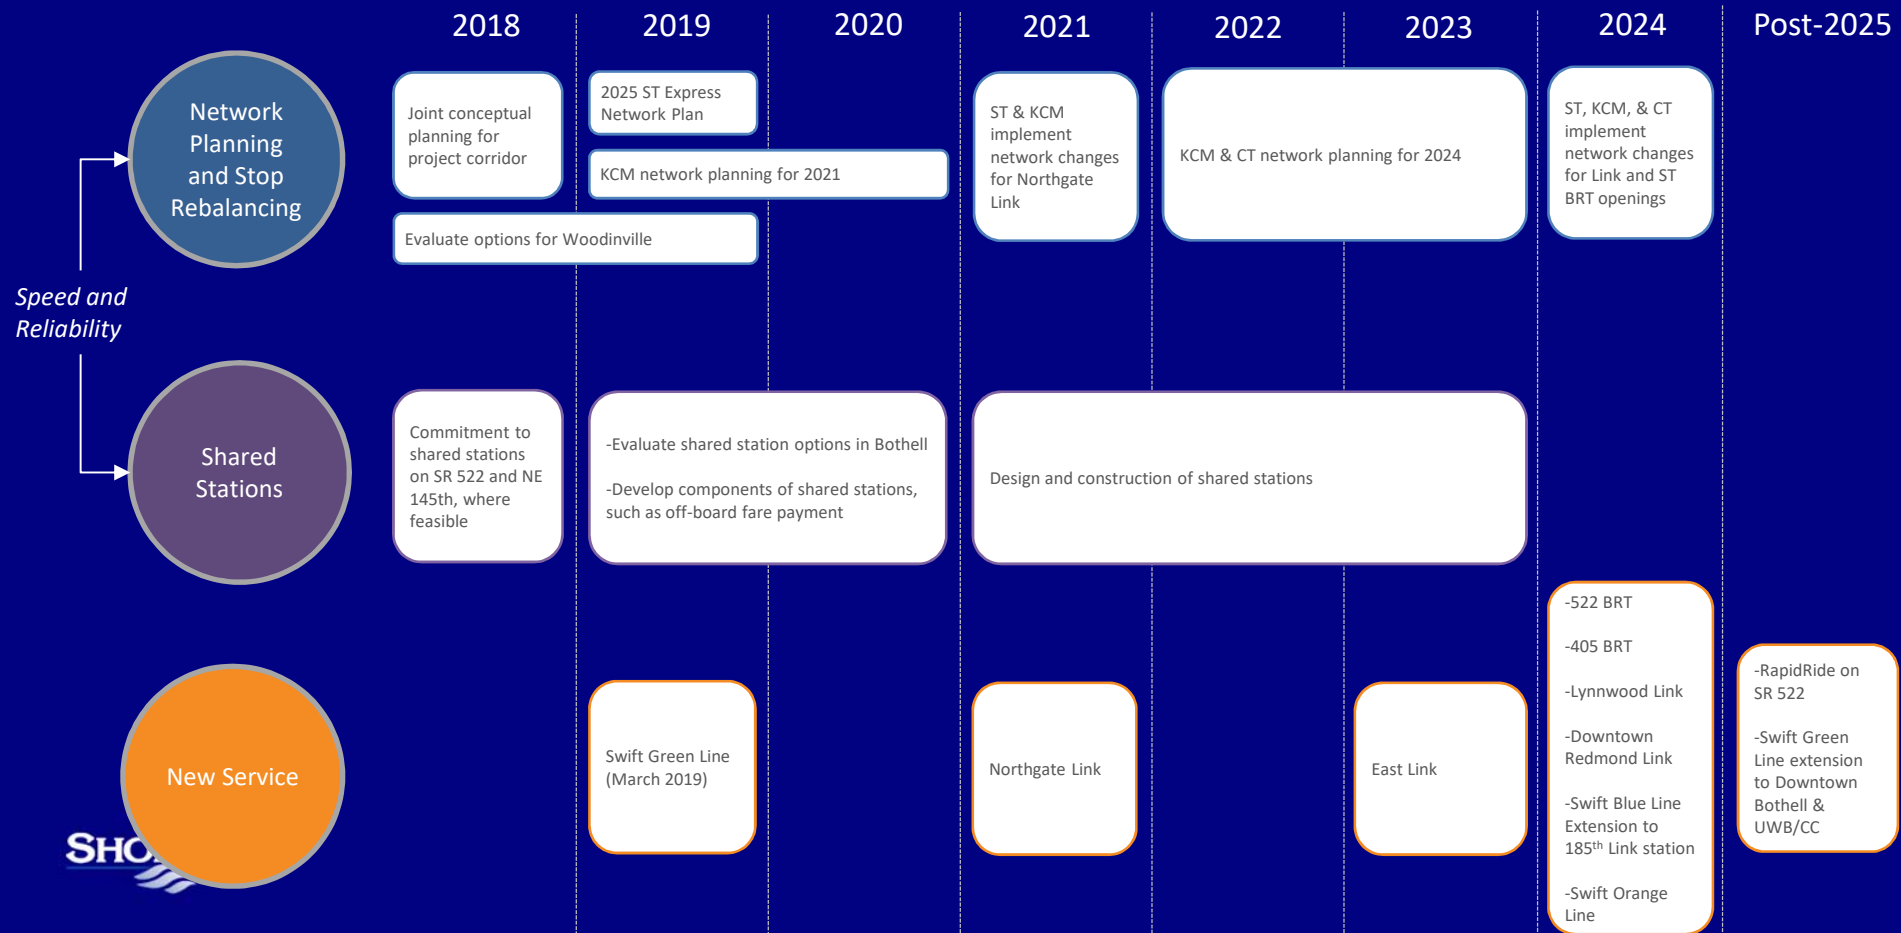 2018
2019
2020
2021
2022
2023
2024
Post-2025
Network
Planning
and Stop
Rebalancing
Joint conceptual
planning for
project corridor
2025 ST Express
Network Plan
KCM network planning for 2021
Evaluate options for Woodinville
ST & KCM
implement
network changes
for Northgate
Link
KCM & CT network planning for 2024
ST, KCM, & CT
implement
network changes
for Link and ST
BRT openings
Speed and
Reliability
Shared
Stations
Commitment to
shared stations
on SR 522 and NE
145th, where
feasible
-Evaluate shared station options in Bothell
-Develop components of shared stations,
such as off-board fare payment
Design and construction of shared stations
New Service
Swift Green Line
(March 2019)
Northgate Link
East Link
-522 BRT
-405 BRT
-Lynnwood Link
-Downtown
Redmond Link
-Swift Blue Line
Extension to
185th Link station
-Swift Orange
Line
-RapidRide on
SR 522
-Swift Green
Line extension
to Downtown
Bothell &
UWB/CC